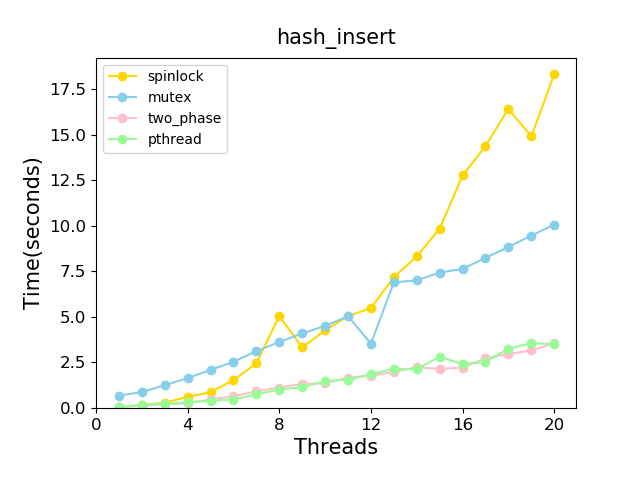 hash_insert
spinlock
mutex
two_phase
pthread
Time(seconds)
17.5
15.0
12.5
10.0
7.5
5.0
2.5
0.0
0 4 8 12 16 20
Threads